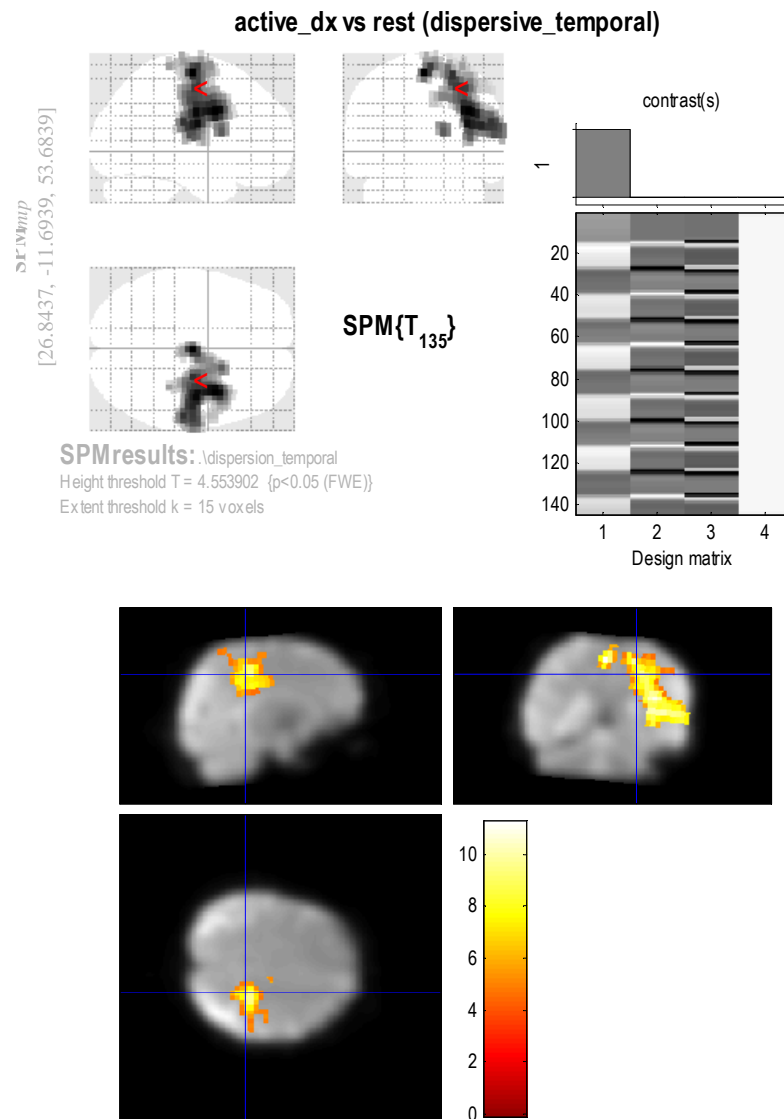 active_dx vs rest (dispersive_temporal)
SPMmip
[26.8437, -11.6939, 53.6839]
<
<
<
SPM{T135}
SPMresults: .\dispersion_temporal
Height threshold T = 4.553902 {p<0.05 (FWE)}
Extent threshold k = 15 voxels
contrast(s)
1
20
40
60
80
100
120
140
1 2 3 4
Design matrix
10
8
6
4
2
0